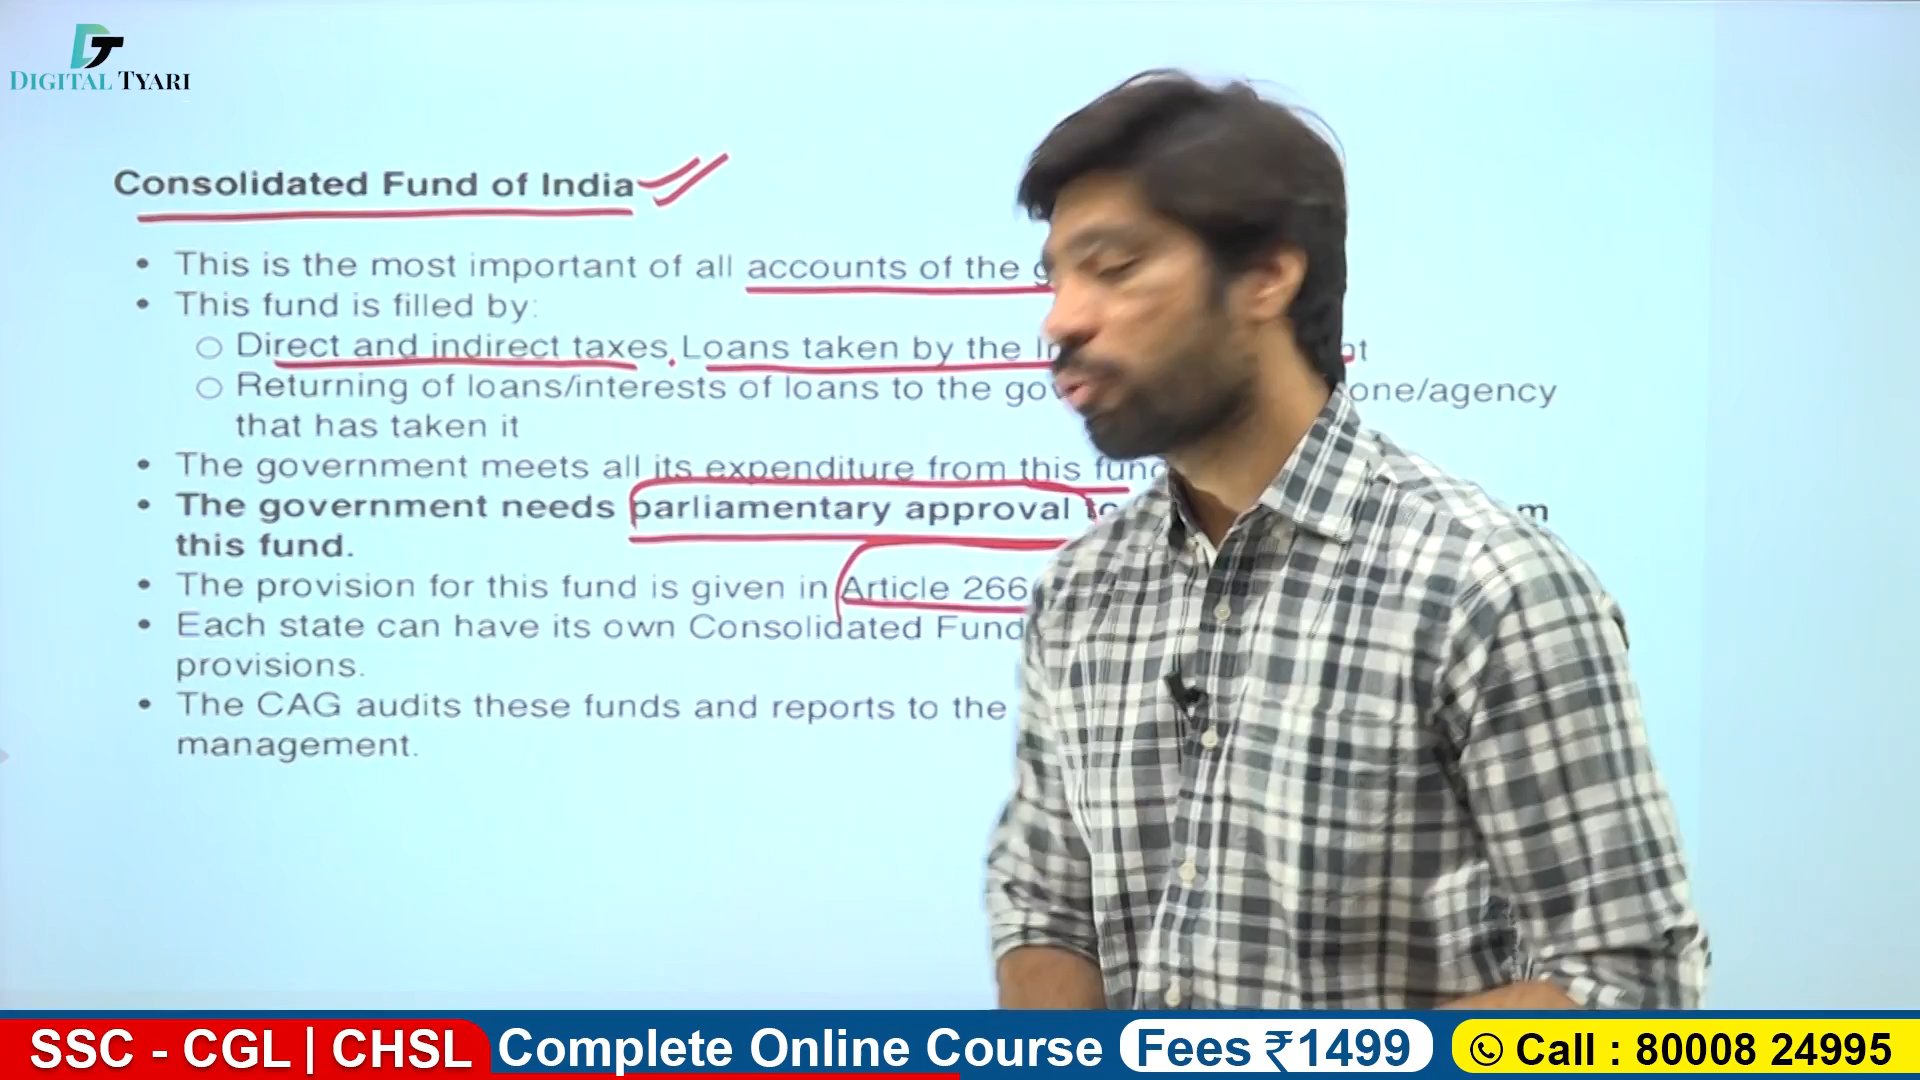 DT
DIGITAL TYARI
Consolidated Fund of India
• This is the most important of all accounts of the
• This fund is filled by:
○ Direct and indirect taxes, Loans taken by the
○ Returning of loans/interests of loans to the one/agency
that has taken it
• The government meets all its expenditure from this
• The government needs parliamentary approval
this fund.
• The provision for this fund is given in Article 266
• Each state can have its own Consolidated Fund
provisions.
• The CAG audits these funds and reports to the
management.
SSC - CGL | CHSL Complete Online Course Fees ₹1499 Call : 80008 24995